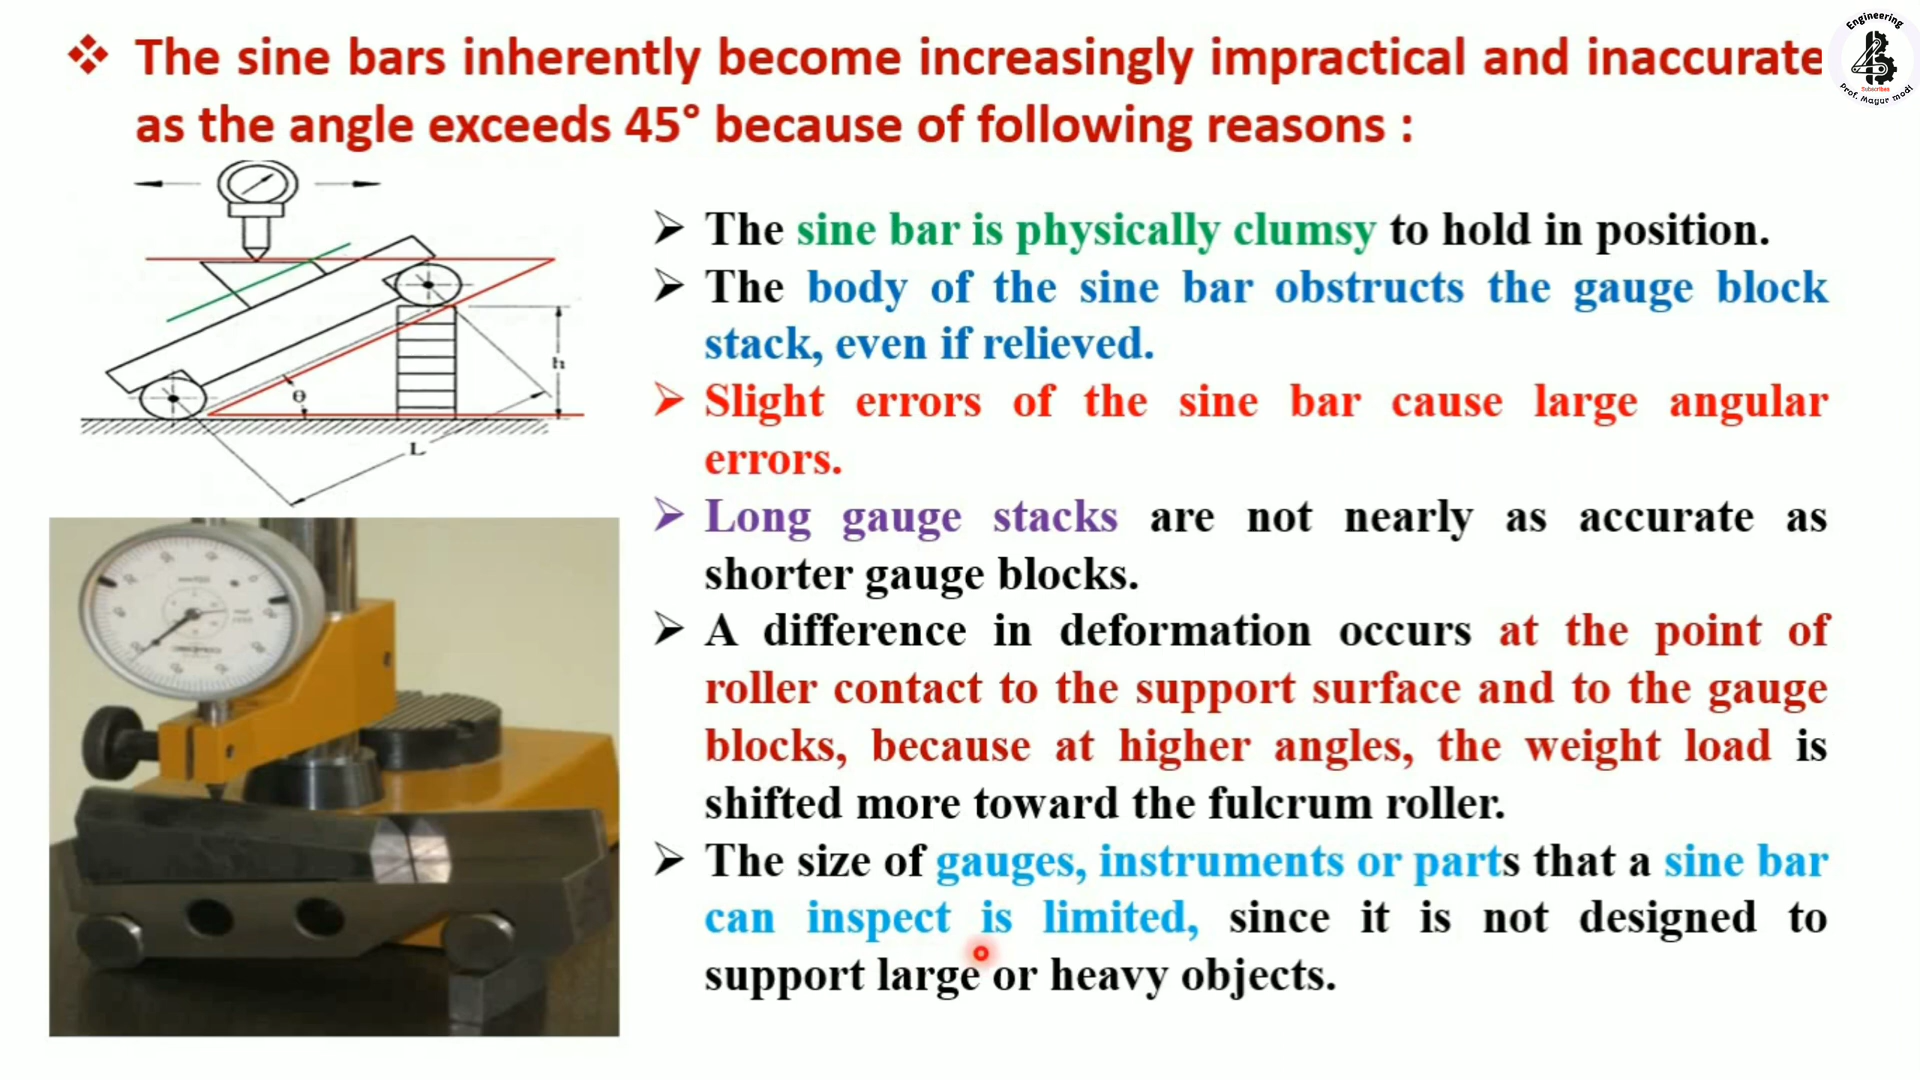 The sine bars inherently become increasingly impractical and inaccurate
as the angle exceeds 45° because of following reasons :
Engineering
Subscribes
Prof. Mayur modi
The sine bar is physically clumsy to hold in position.
The body of the sine bar obstructs the gauge block
stack, even if relieved.
Slight errors of the sine bar cause large angular
errors.
Long gauge stacks are not nearly as accurate as
shorter gauge blocks.
A difference in deformation occurs at the point of
roller contact to the support surface and to the gauge
blocks, because at higher angles, the weight load is
shifted more toward the fulcrum roller.
The size of gauges, instruments or parts that a sine bar
can inspect is limited, since it is not designed to
support large or heavy objects.
h
θ
L